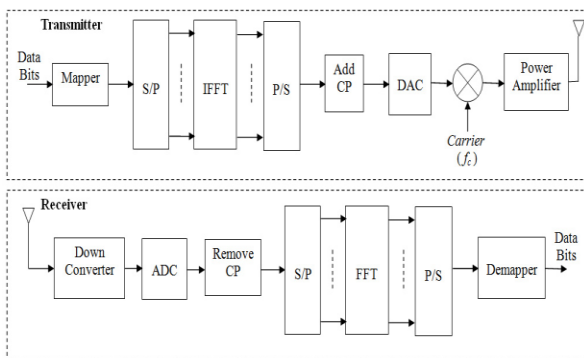 Transmitter
Data
Bits
Mapper
S/P
IFFT
P/S
Add
CP
DAC
Power
Amplifier
Carrier
(fc)
Receiver
Down
Converter
ADC
Remove
CP
S/P
FFT
P/S
Demapper
Data
Bits